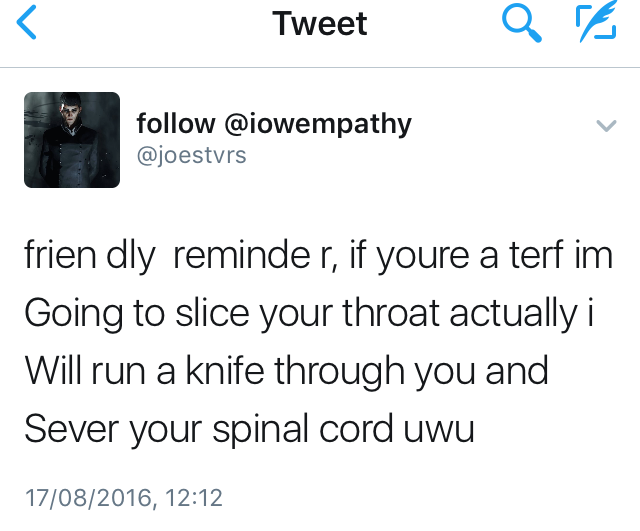 Tweet
follow @iowempathy
@joestvrs
frien dly  reminde r, if youre a terf im
Going to slice your throat actually i
Will run a knife through you and
Sever your spinal cord uwu
17/08/2016, 12:12